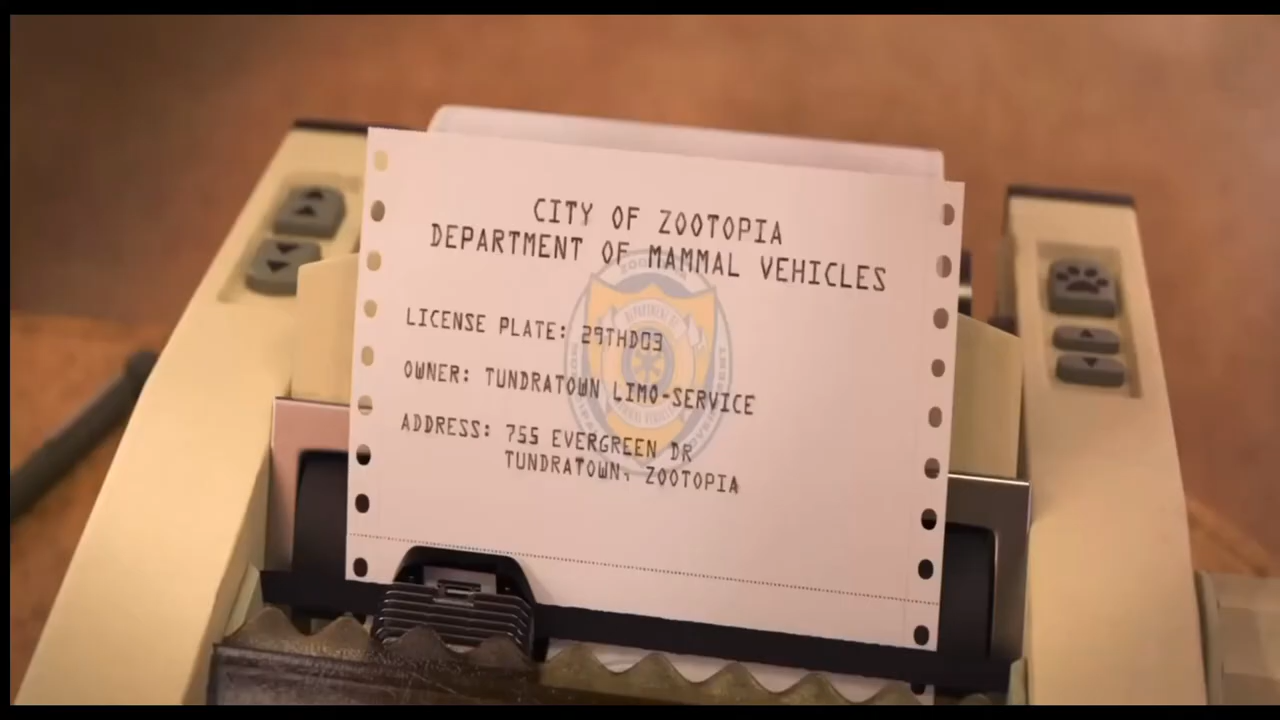 CITY OF ZOOTOPIA
DEPARTMENT OF MAMMAL VEHICLES
LICENSE PLATE: 29THD03
OWNER: TUNDRATOWN LIMO-SERVICE
ADDRESS: 755 EVERGREEN DR
TUNDRATOWN, ZOOTOPIA